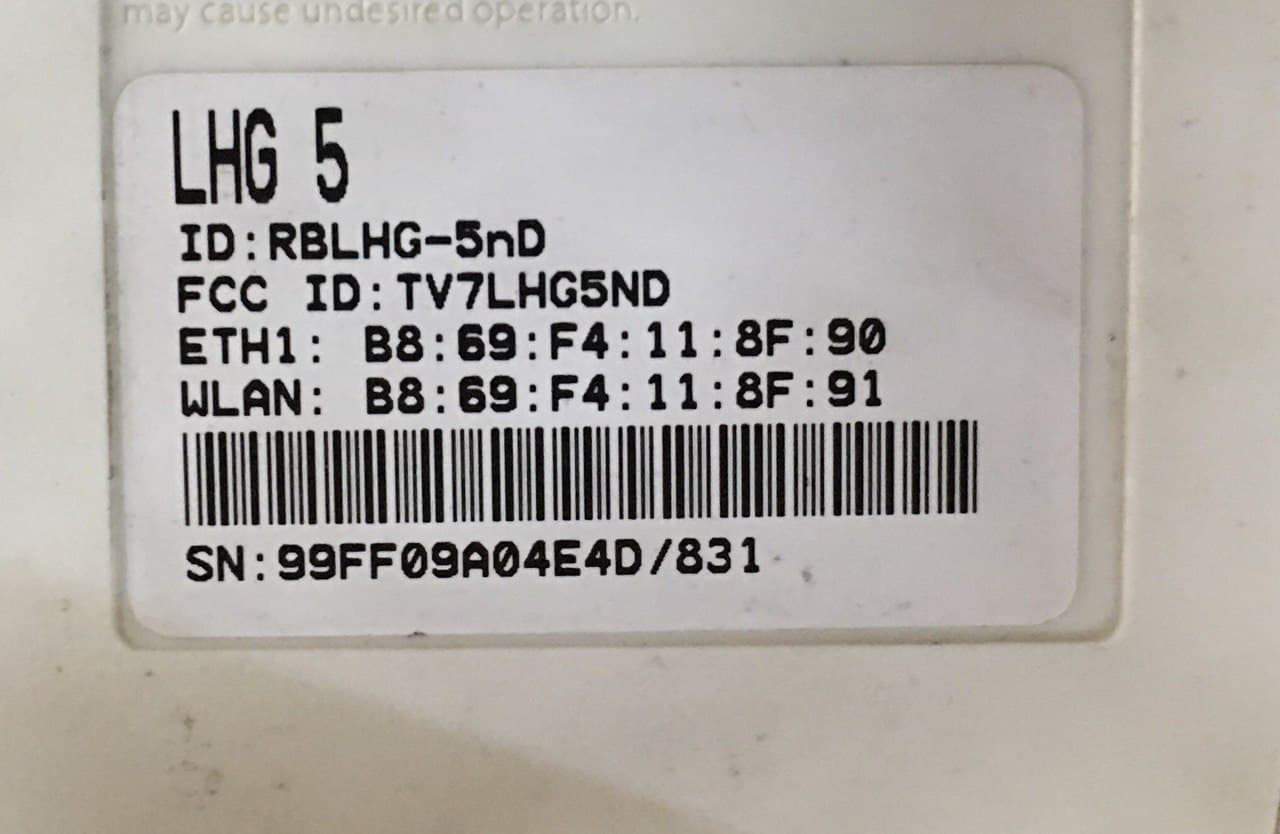 may cause undesired operation.
LHG 5
ID:RBLHG-5nD
FCC ID:TV7LHG5ND
ETH1: B8:69:F4:11:8F:90
WLAN: B8:69:F4:11:8F:91
SN:99FF09A04E4D/831